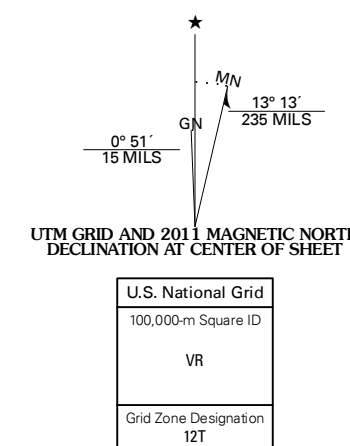 ★
MN
GN
13° 13´
235 MILS
0° 51´
15 MILS
UTM GRID AND 2011 MAGNETIC NORT
DECLINATION AT CENTER OF SHEET
U.S. National Grid
100,000-m Square ID
VR
Grid Zone Designation
12T